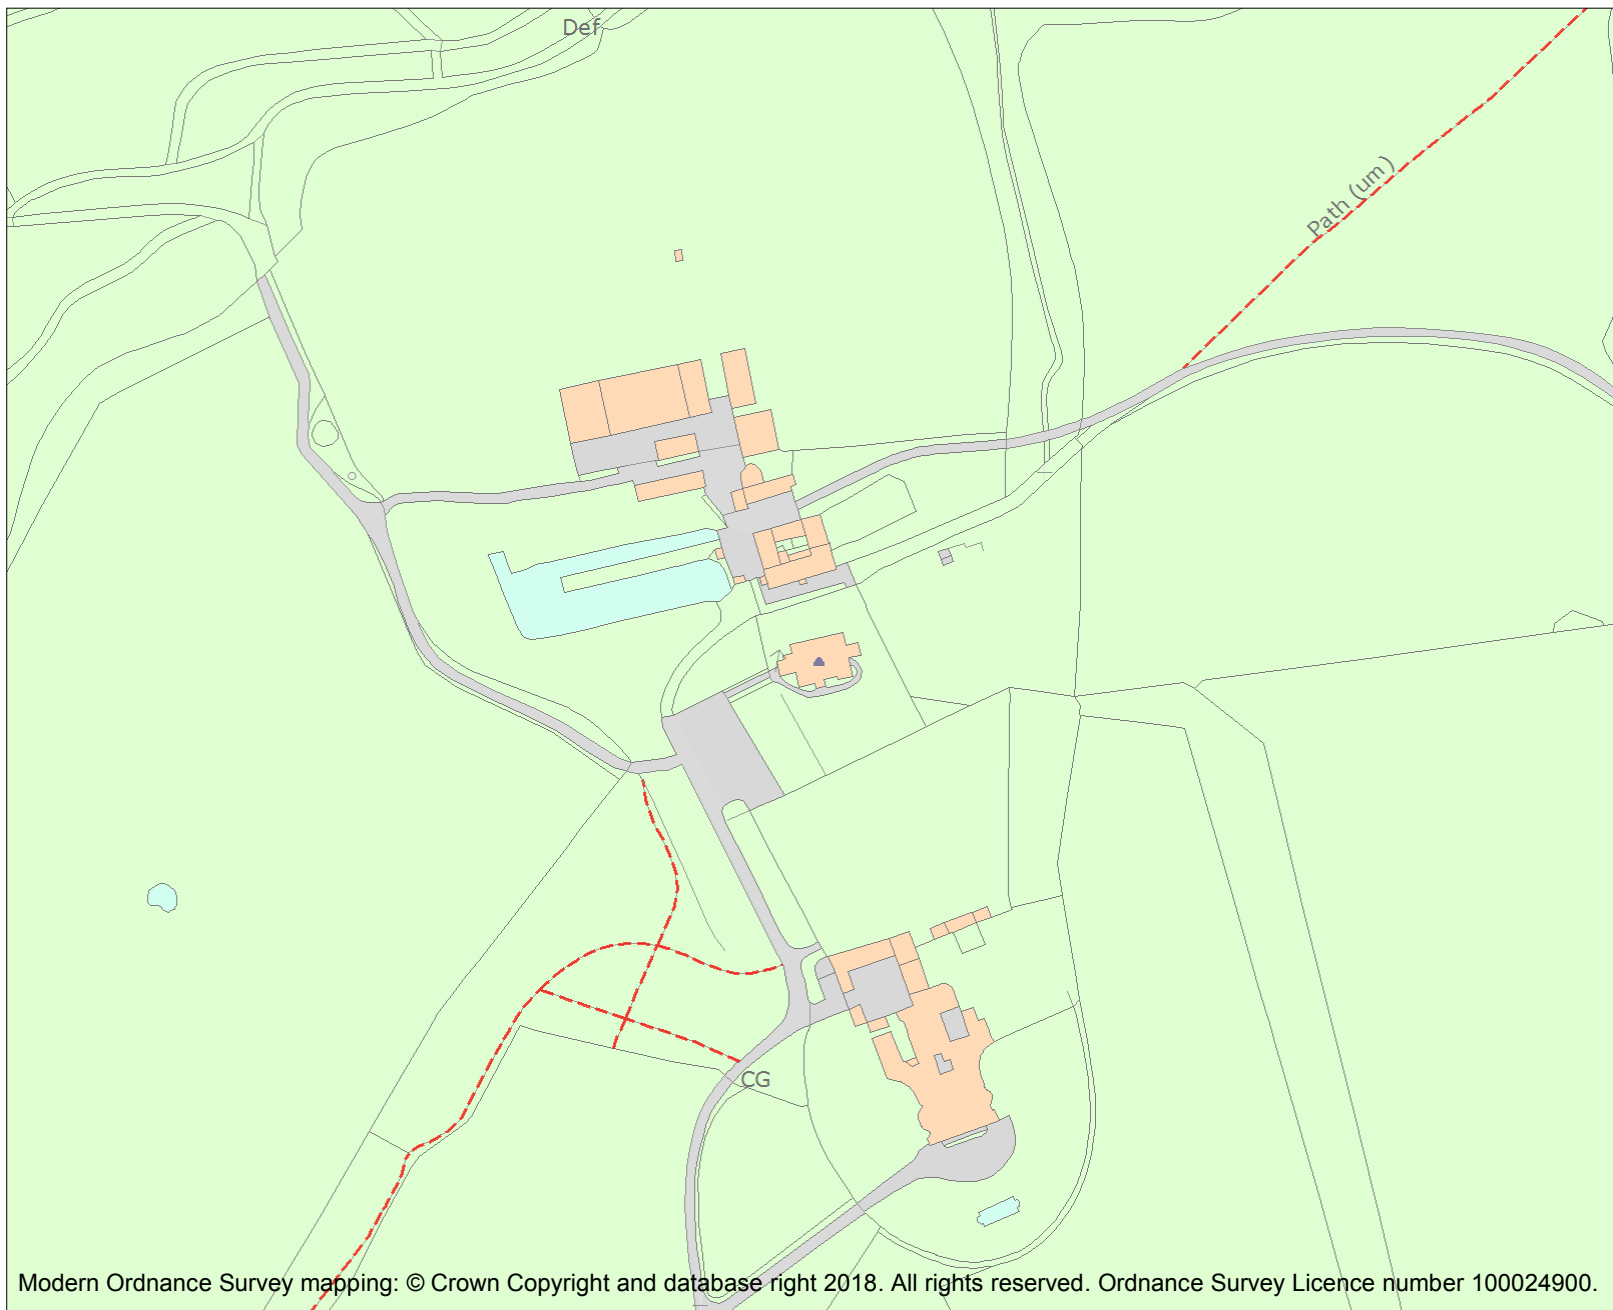 Def
Path (um)
CG
Modern Ordnance Survey mapping: © Crown Copyright and database right 2018. All rights reserved. Ordnance Survey Licence number 100024900.